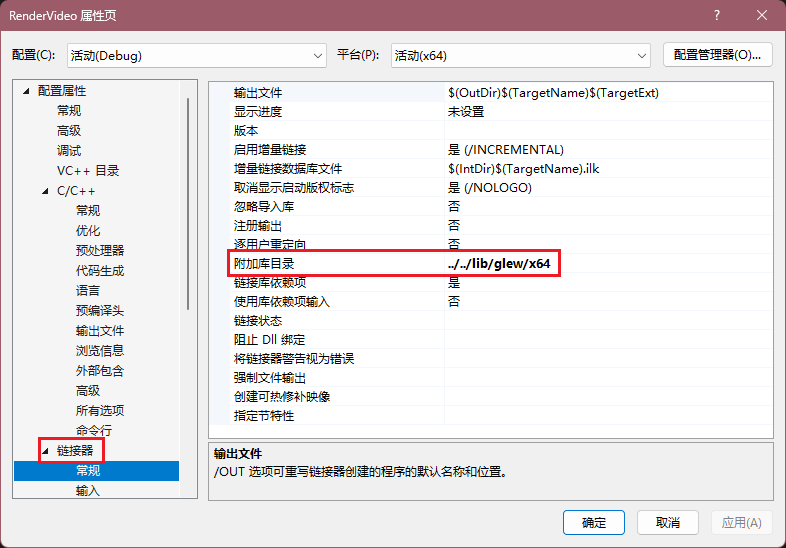 RenderVideo 属性页
配置(C): 活动(Debug) 平台(P): 活动(x64) 配置管理器(O)...
配置属性
常规
高级
调试
VC++ 目录
C/C++
常规
优化
预处理器
代码生成
语言
预编译头
输出文件
浏览信息
外部包含
高级
所有选项
命令行
链接器
常规
输入
输出文件 $(OutDir)$(TargetName)$(TargetExt)
显示进度 未设置
版本
启用增量链接 是 (/INCREMENTAL)
增量链接数据库文件 $(IntDir)$(TargetName).ilk
取消显示启动版权标志 是 (/NOLOGO)
忽略导入库 否
注册输出 否
逐用户重定向 否
附加库目录 ../../lib/glew/x64
链接库依赖项 是
使用库依赖项输入 否
链接状态
阻止 Dll 绑定
将链接器警告视为错误
强制文件输出
创建可热修补映像
指定节特性
输出文件
/OUT 选项可重写链接器创建的程序的默认名称和位置。
确定 取消 应用(A)